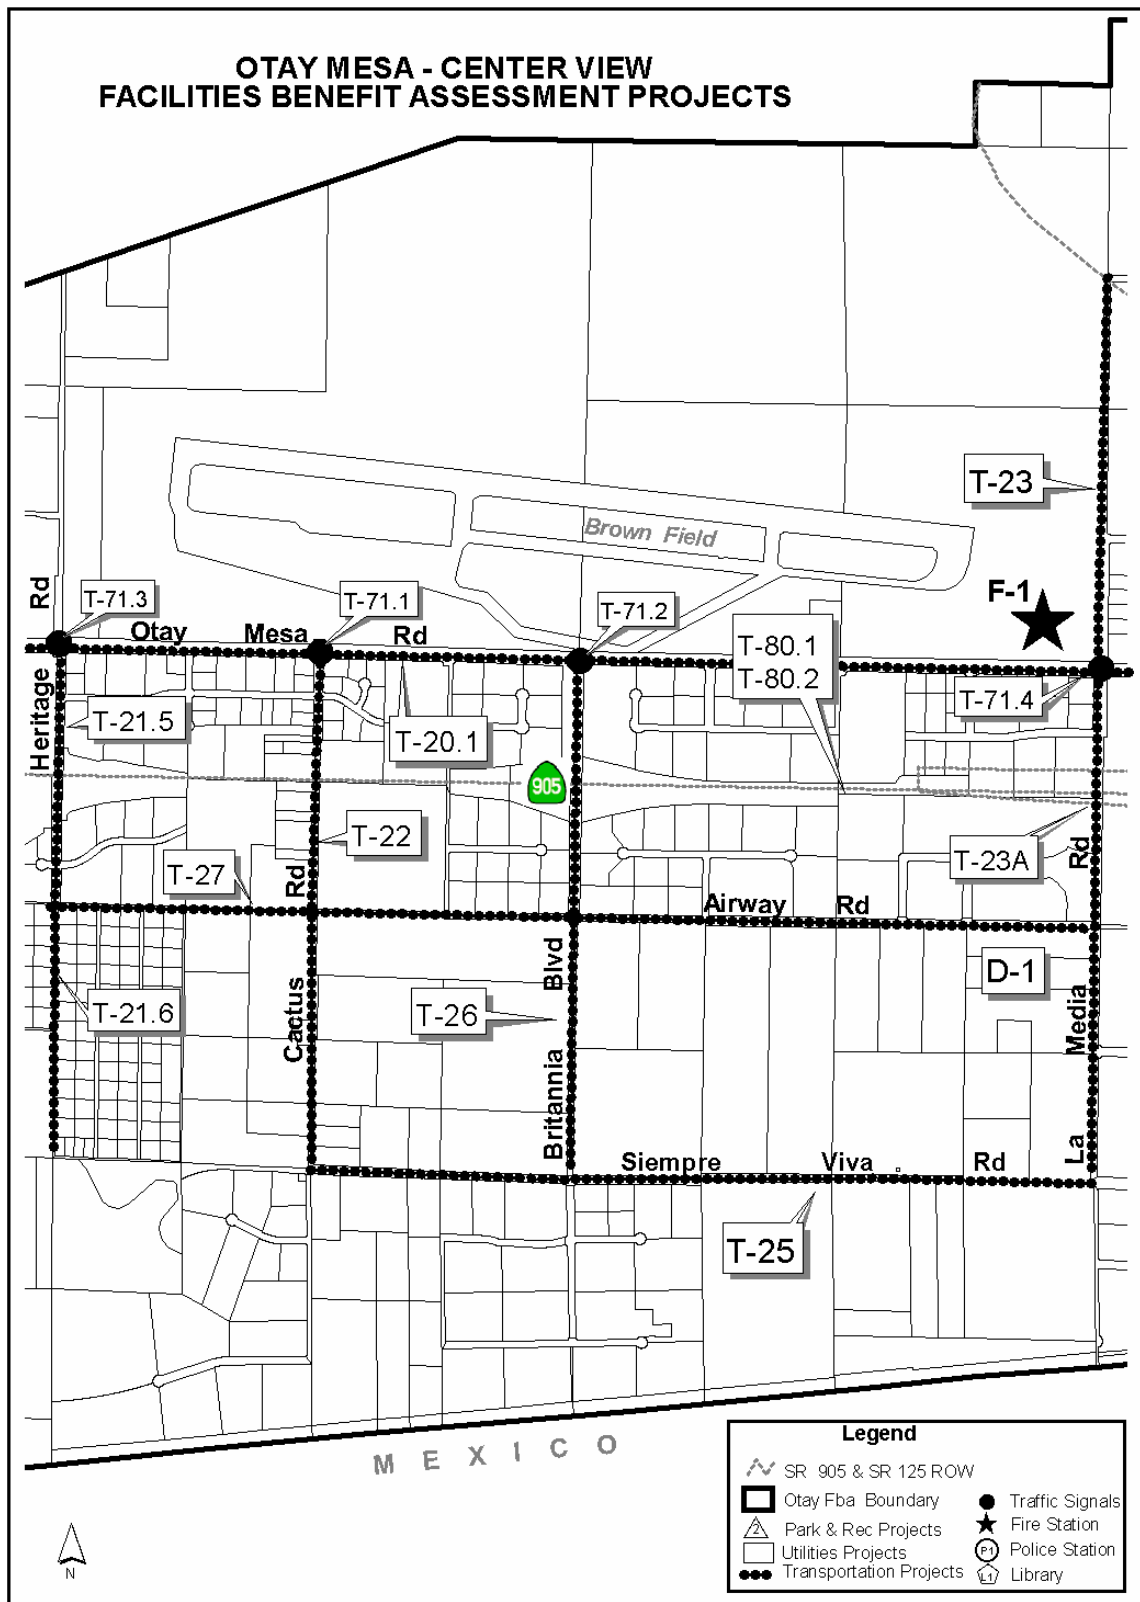 OTAY MESA - CENTER VIEW
FACILITIES BENEFIT ASSESSMENT PROJECTS
T-23
Brown Field
F-1
Rd
T-71.3
T-71.1
T-71.2
Otay Mesa Rd
T-80.1
T-80.2
T-71.4
Heritage
T-21.5
T-20.1
905
T-22
T-23A
Rd
T-27
Rd
Airway Rd
Blvd
D-1
T-21.6
Cactus
T-26
Media
Britannia
La
Siempre Viva Rd
T-25
MEXICO
N
Legend
SR 905 & SR 125 ROW
Otay Fba Boundary
Traffic Signals
2
Park & Rec Projects
Fire Station
Utilities Projects
P1
Police Station
Transportation Projects
L1
Library